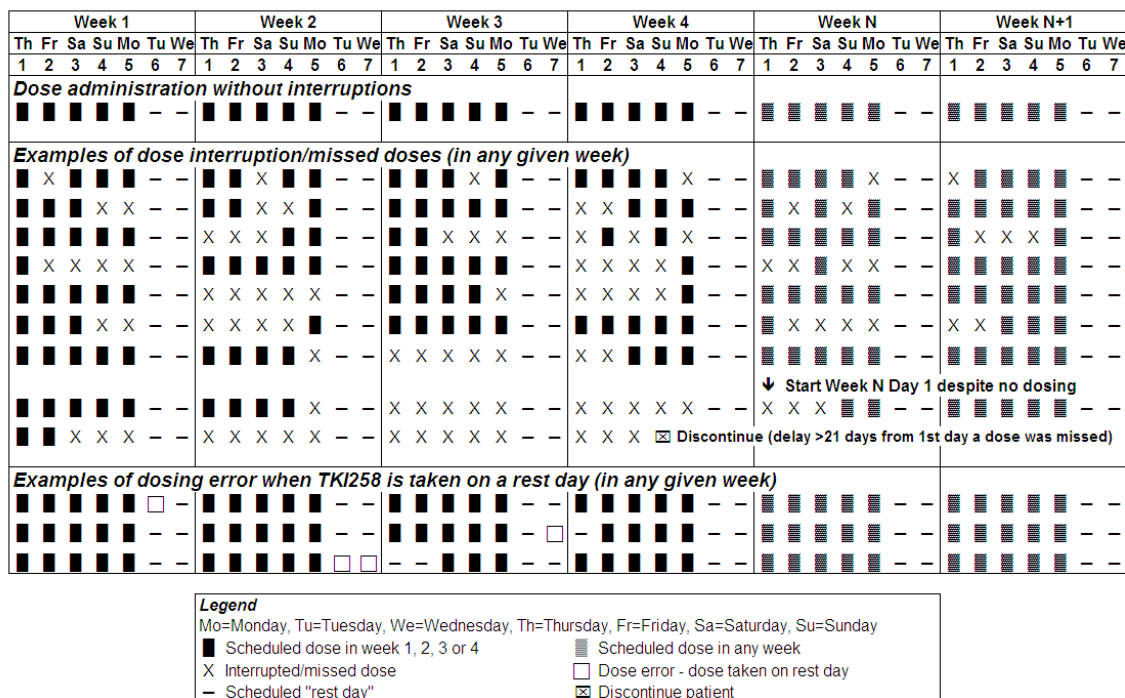 Week 1 Week 2 Week 3 Week 4 Week N Week N+1
Th Fr Sa Su Mo Tu We Th Fr Sa Su Mo Tu We Th Fr Sa Su Mo Tu We Th Fr Sa Su Mo Tu We Th Fr Sa Su Mo Tu We Th Fr Sa Su Mo Tu We
1 2 3 4 5 6 7 1 2 3 4 5 6 7 1 2 3 4 5 6 7 1 2 3 4 5 6 7 1 2 3 4 5 6 7 1 2 3 4 5 6 7
Dose administration without interruptions
Examples of dose interruption/missed doses (in any given week)
X X X X X X
X X X X X X X X
X X X X X X X X X X X X
X X X X X X X X X X X X
X X X X X X X X X X
X X X X X X X X X X X X
X X X X X X X X
🡻 Start Week N Day 1 despite no dosing
X X X X X X X X X X X X X X
X X X X X X X X X X X X X X X X ☒ Discontinue (delay >21 days from 1st day a dose was missed)
Examples of dosing error when TKI258 is taken on a rest day (in any given week)
Legend
Mo=Monday, Tu=Tuesday, We=Wednesday, Th=Thursday, Fr=Friday, Sa=Saturday, Su=Sunday
Scheduled dose in week 1, 2, 3 or 4 Scheduled dose in any week
X Interrupted/missed dose Dose error - dose taken on rest day
– Scheduled "rest day" ☒ Discontinue patient